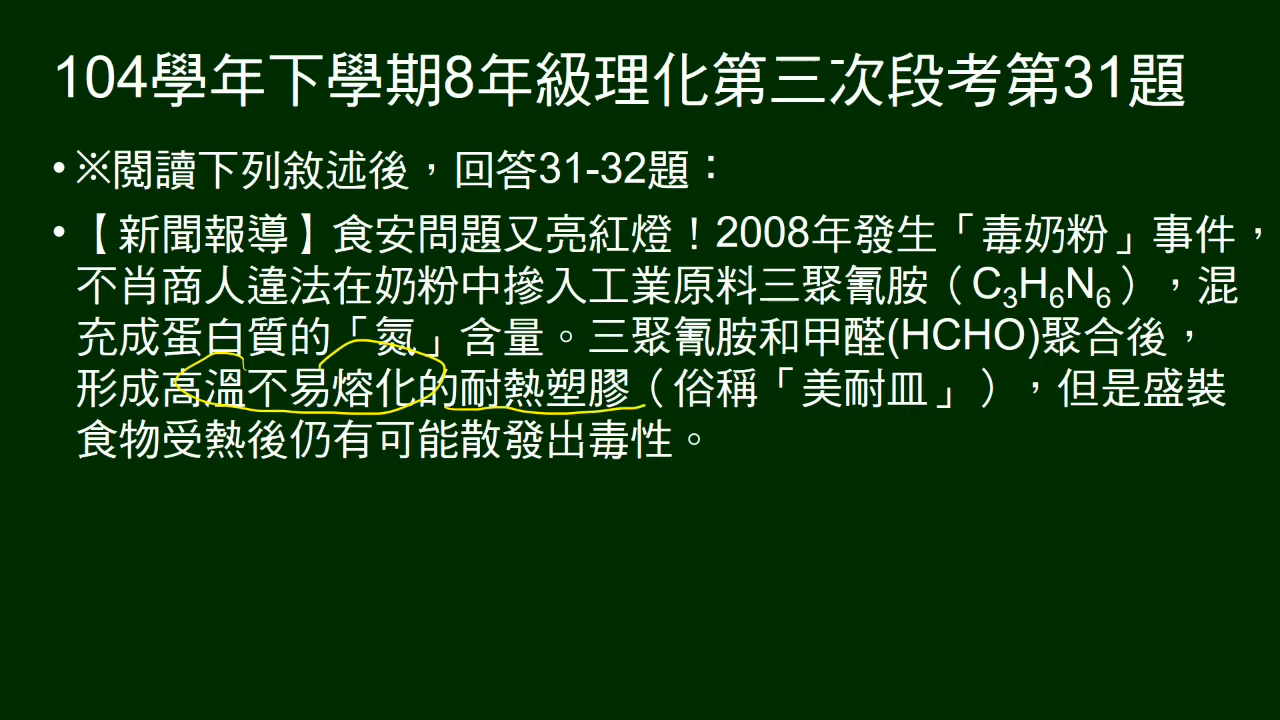 104學年下學期8年級理化第三次段考第31題
•※閱讀下列敘述後，回答31-32題：
•【新聞報導】食安問題又亮紅燈！2008年發生「毒奶粉」事件，
不肖商人違法在奶粉中摻入工業原料三聚氰胺（C₃H₆N₆），混
充成蛋白質的「氮」含量。三聚氰胺和甲醛(HCHO)聚合後，
形成高溫不易熔化的耐熱塑膠（俗稱「美耐皿」），但是盛裝
食物受熱後仍有可能散發出毒性。